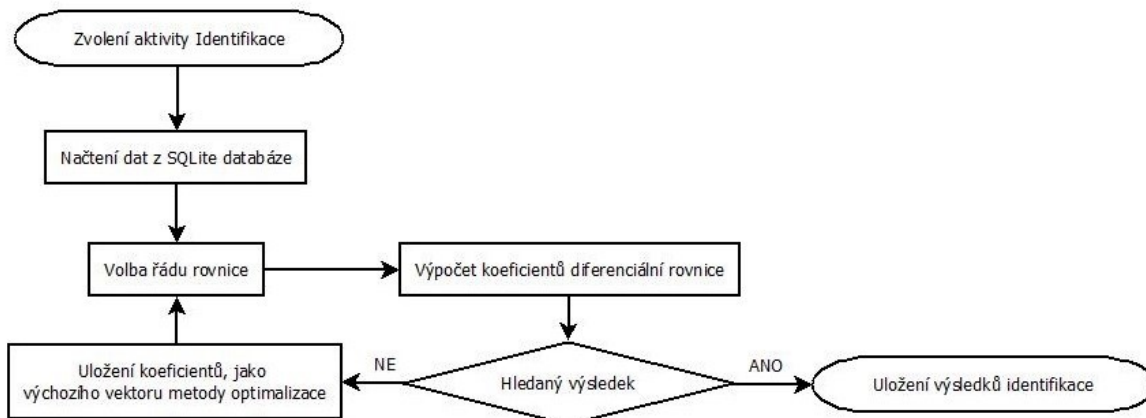 Zvolení aktivity Identifikace
Načtení dat z SQLite databáze
Volba řádu rovnice
Výpočet koeficientů diferenciální rovnice
Uložení koeficientů, jako
výchozího vektoru metody optimalizace
NE
Hledaný výsledek
ANO
Uložení výsledků identifikace